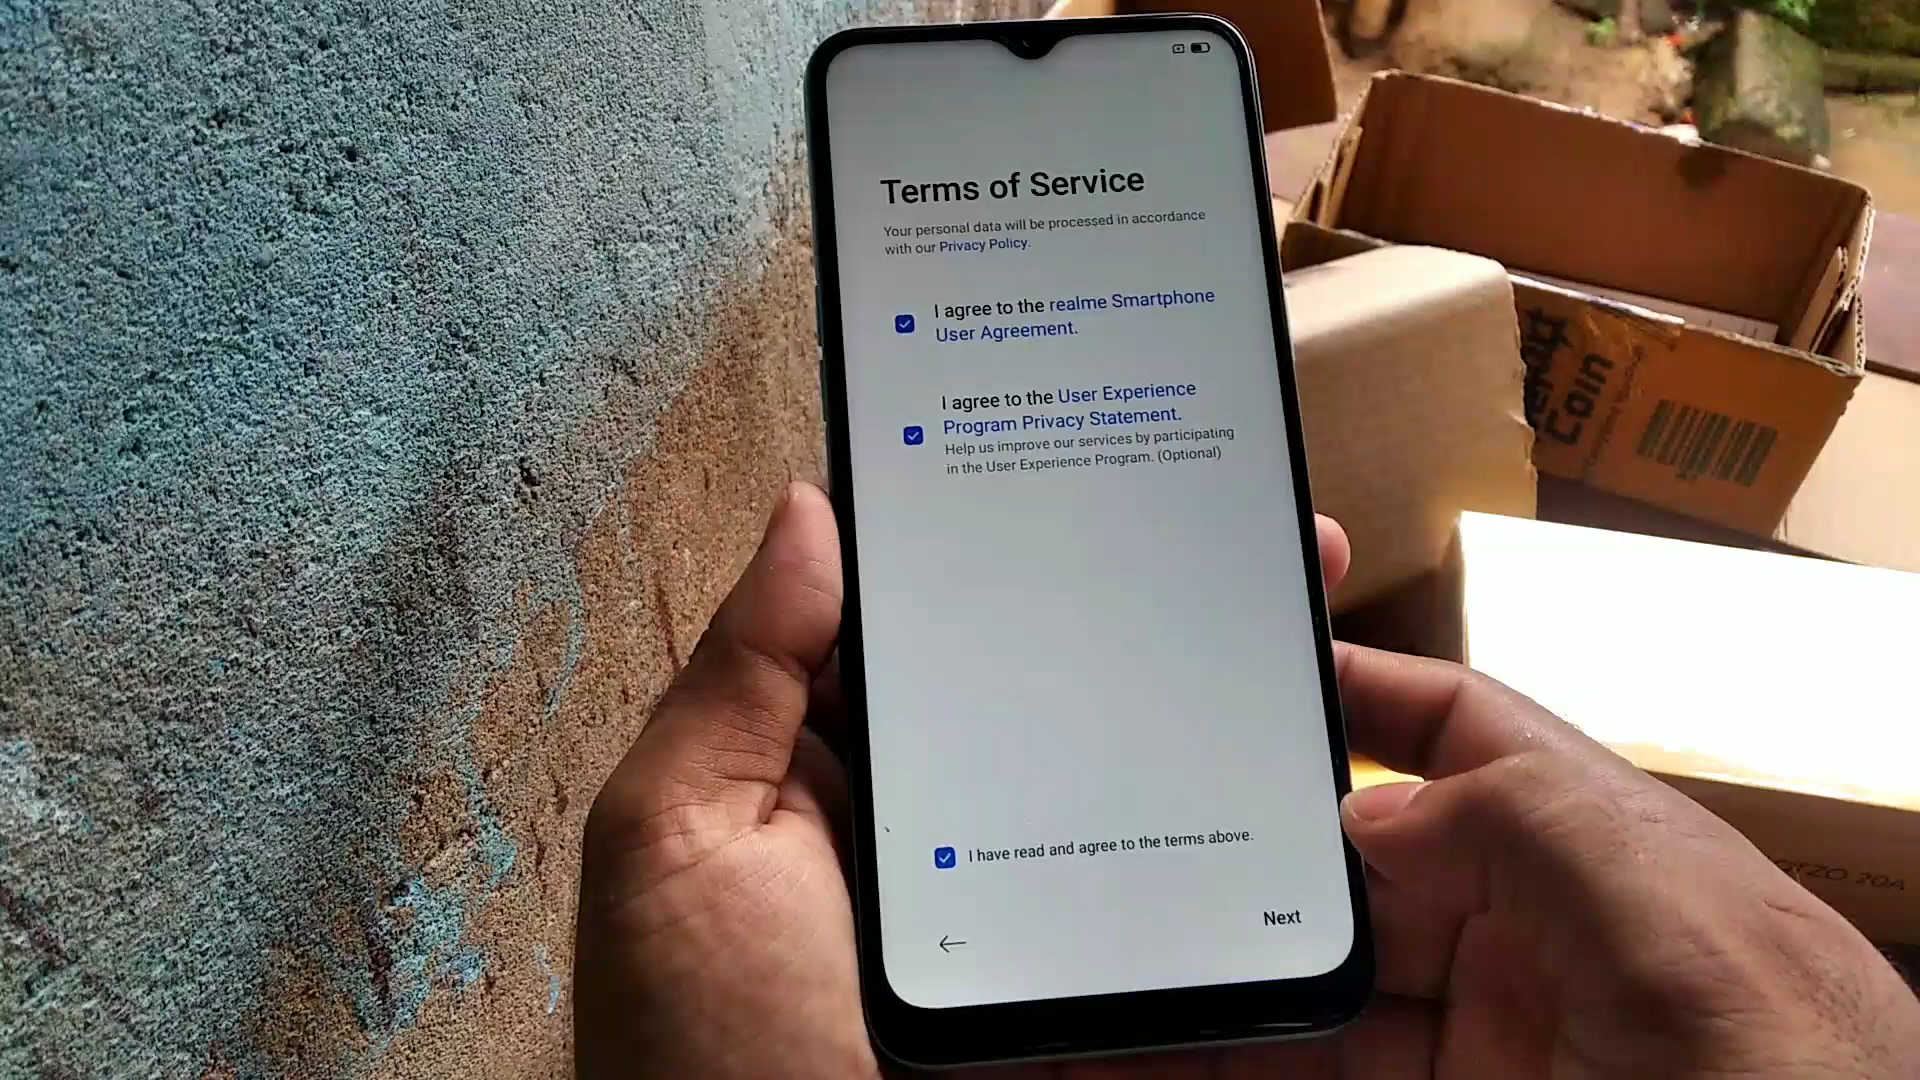 Terms of Service
Your personal data will be processed in accordance
with our Privacy Policy.
I agree to the realme Smartphone
User Agreement.
I agree to the User Experience
Program Privacy Statement.
Help us improve our services by participating
in the User Experience Program. (Optional)
I have read and agree to the terms above.
Next
Coin
20A